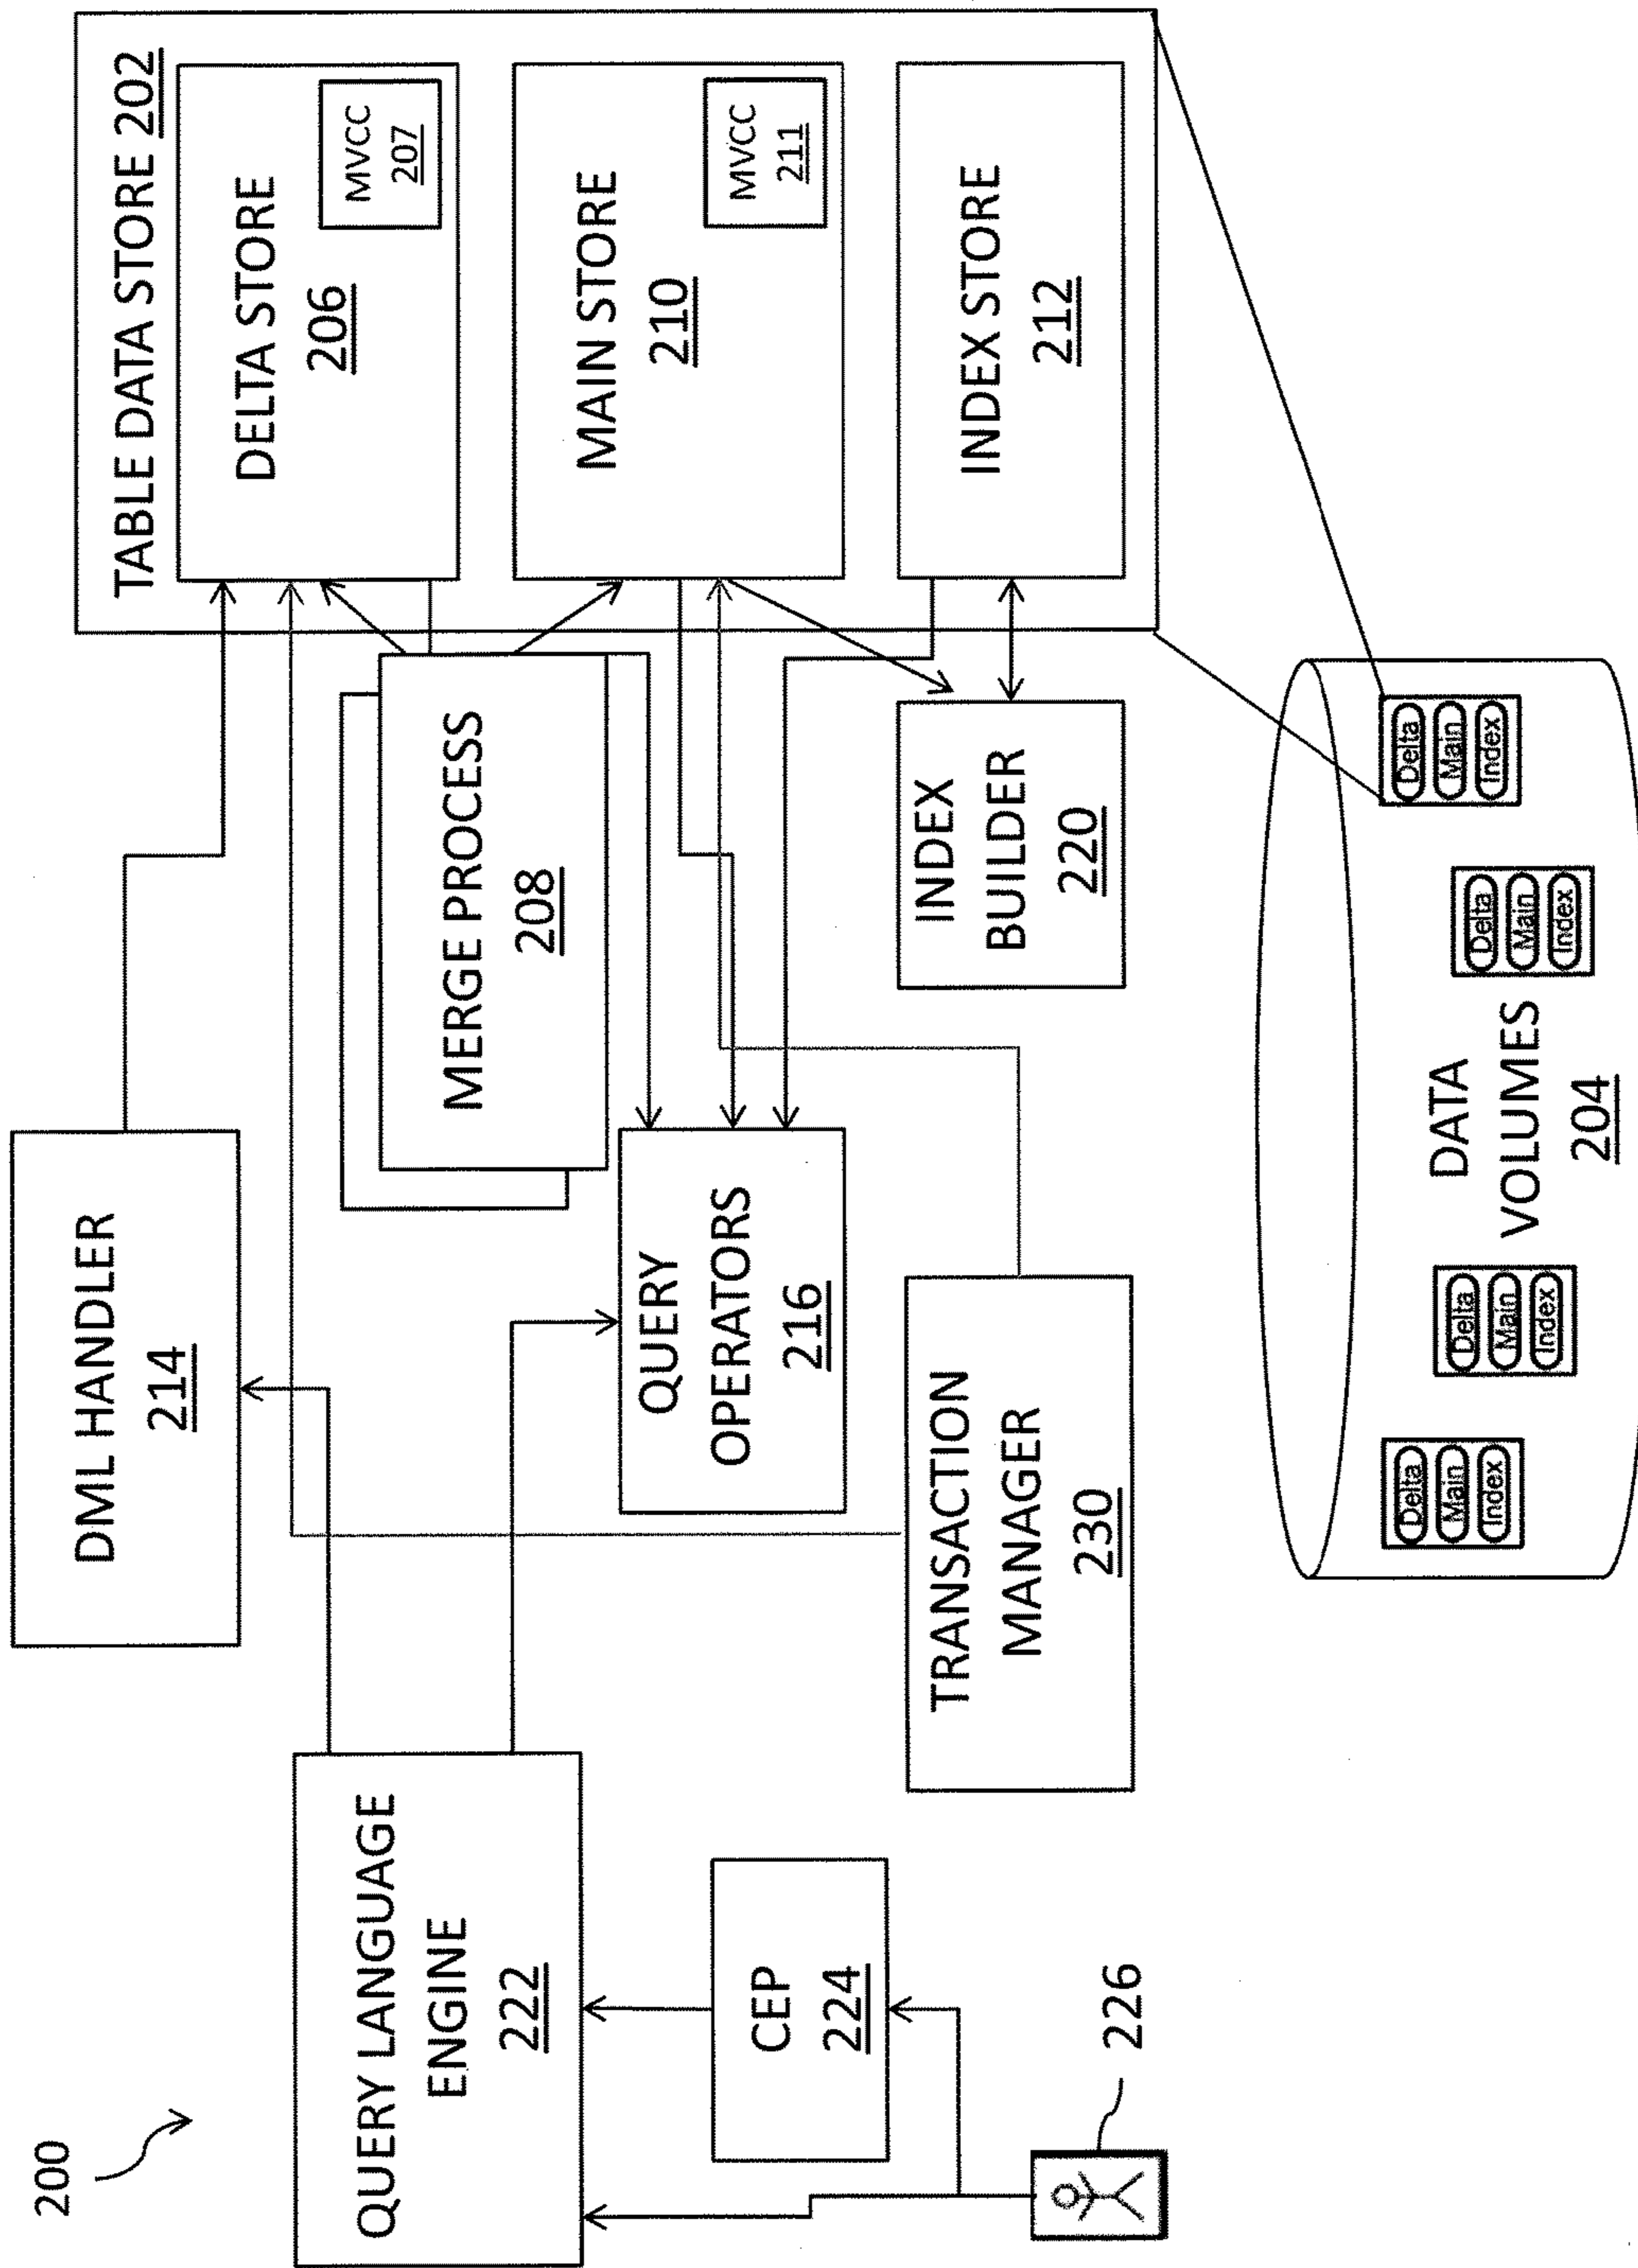 200
QUERY LANGUAGE
ENGINE
222
CEP
224
226
DML HANDLER
214
QUERY
OPERATORS
216
TRANSACTION
MANAGER
230
MERGE PROCESS
208
INDEX
BUILDER
220
TABLE DATA STORE 202
DELTA STORE
206
MVCC
207
MAIN STORE
210
MVCC
211
INDEX STORE
212
DATA
VOLUMES
204
Delta
Main
Index
Delta
Main
Index
Delta
Main
Index
Delta
Main
Index